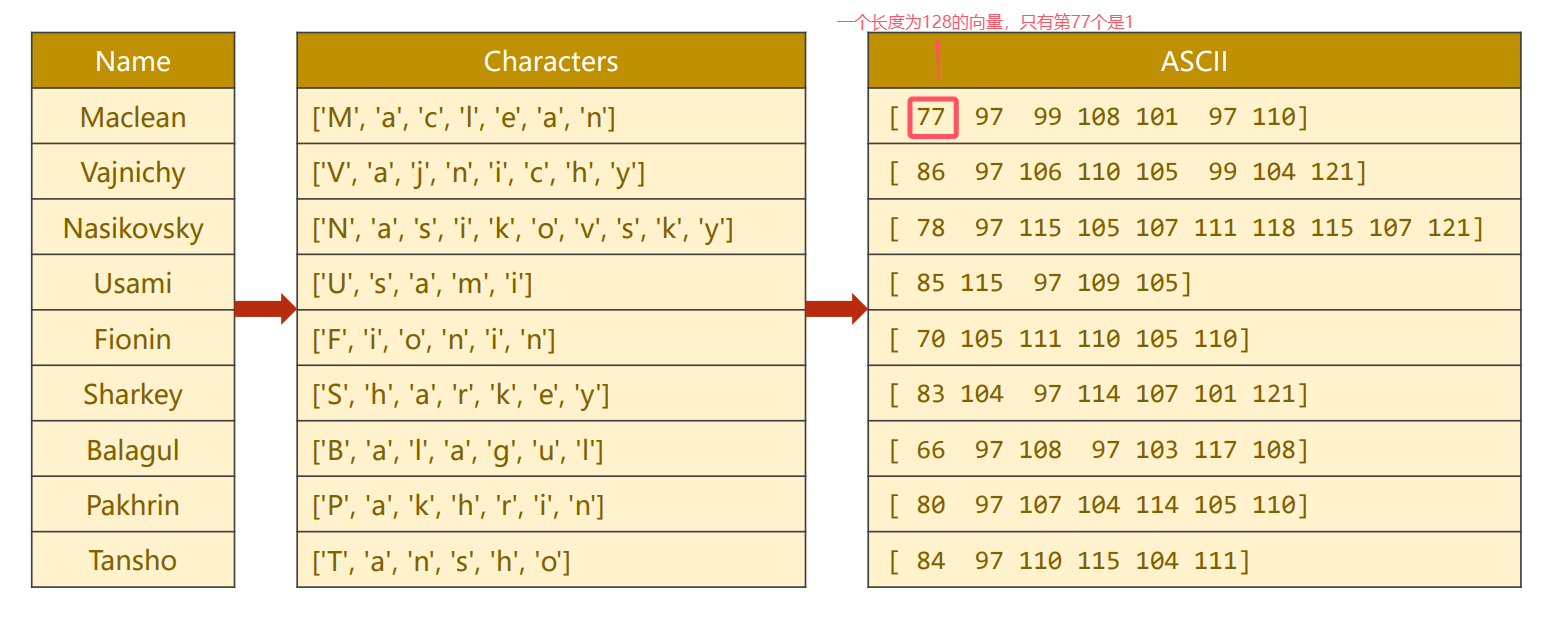 一个长度为128的向量，只有第77个是1
Name Characters ASCII
Maclean ['M', 'a', 'c', 'l', 'e', 'a', 'n'] [ 77 97 99 108 101 97 110]
Vajnichy ['V', 'a', 'j', 'n', 'i', 'c', 'h', 'y'] [ 86 97 106 110 105 99 104 121]
Nasikovsky ['N', 'a', 's', 'i', 'k', 'o', 'v', 's', 'k', 'y'] [ 78 97 115 105 107 111 118 115 107 121]
Usami ['U', 's', 'a', 'm', 'i'] [ 85 115 97 109 105]
Fionin ['F', 'i', 'o', 'n', 'i', 'n'] [ 70 105 111 110 105 110]
Sharkey ['S', 'h', 'a', 'r', 'k', 'e', 'y'] [ 83 104 97 114 107 101 121]
Balagul ['B', 'a', 'l', 'a', 'g', 'u', 'l'] [ 66 97 108 97 103 117 108]
Pakhrin ['P', 'a', 'k', 'h', 'r', 'i', 'n'] [ 80 97 107 104 114 105 110]
Tansho ['T', 'a', 'n', 's', 'h', 'o'] [ 84 97 110 115 104 111]